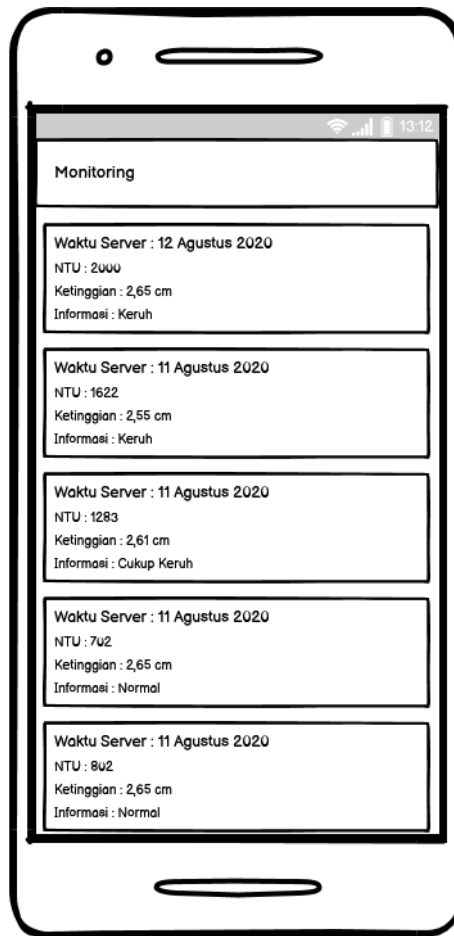 13:12
Monitoring
Waktu Server : 12 Agustus 2020
NTU : 2000
Ketinggian : 2,65 cm
Informasi : Keruh
Waktu Server : 11 Agustus 2020
NTU : 1622
Ketinggian : 2,55 cm
Informasi : Keruh
Waktu Server : 11 Agustus 2020
NTU : 1283
Ketinggian : 2,61 cm
Informasi : Cukup Keruh
Waktu Server : 11 Agustus 2020
NTU : 702
Ketinggian : 2,65 cm
Informasi : Normal
Waktu Server : 11 Agustus 2020
NTU : 802
Ketinggian : 2,65 cm
Informasi : Normal